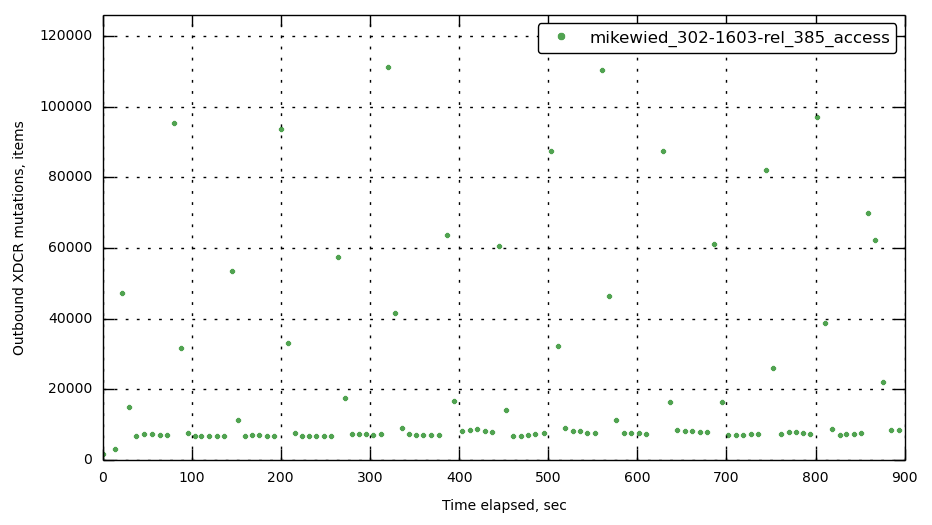 mikewied_302-1603-rel_385_access
120000
100000
80000
60000
40000
20000
0
Outbound XDCR mutations, items
0 100 200 300 400 500 600 700 800 900
Time elapsed, sec